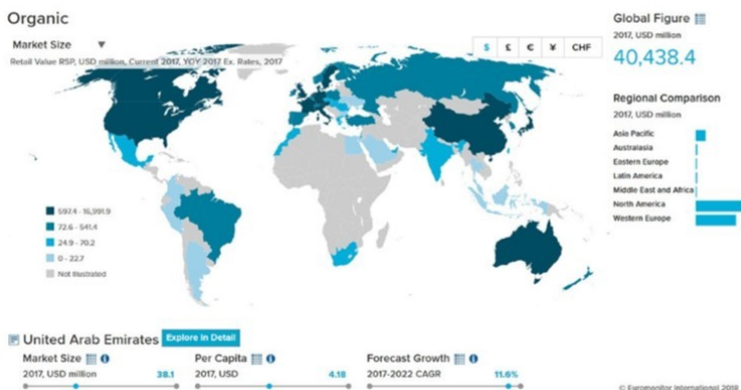 Organic
Market Size
Retail Value RSP, USD million, Current 2017, YOY 2017 Ex. Rates, 2017
$ £ € ¥ CHF
Global Figure
2017, USD million
40,438.4
Regional Comparison
2017, USD million
Asia Pacific
Australasia
Eastern Europe
Latin America
Middle East and Africa
North America
Western Europe
597.4 - 16,991.9
72.6 - 541.4
24.9 - 70.2
0 - 22.7
Not Illustrated
United Arab Emirates Explore in Detail
Market Size
2017, USD million 38.1
Per Capita
2017, USD 4.18
Forecast Growth
2017-2022 CAGR 11.6%
© Euromonitor International 2018